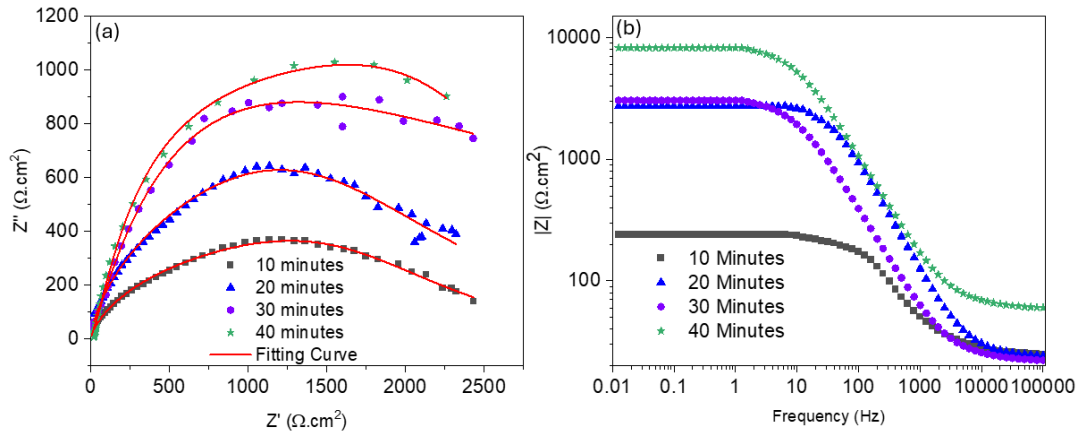 (a)
1200
1000
800
600
400
200
0
Z'' (Ω.cm²)
10 minutes
20 minutes
30 minutes
40 minutes
Fitting Curve
0 500 1000 1500 2000 2500
Z' (Ω.cm²)
(b)
10000
1000
100
|Z| (Ω.cm²)
10 Minutes
20 Minutes
30 Minutes
40 Minutes
0.01 0.1 1 10 100 1000 10000 100000
Frequency (Hz)